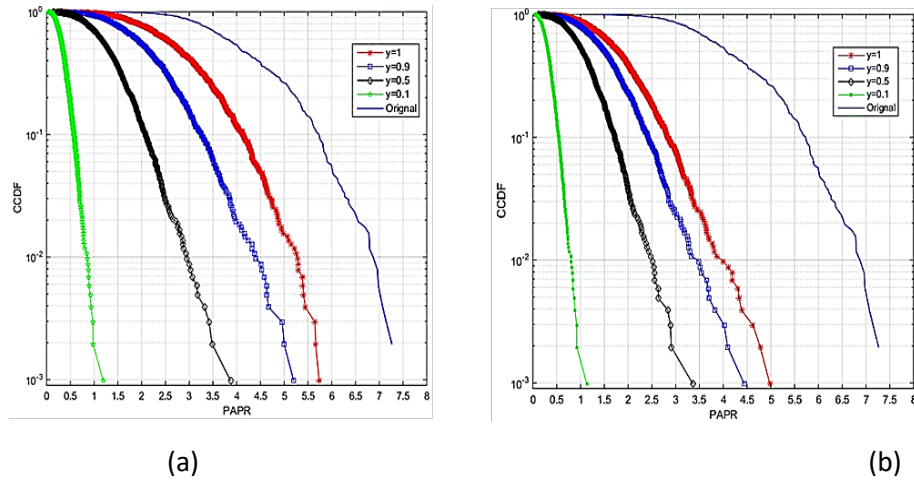 (a)
10^0
10^-1
10^-2
10^-3
CCDF
0 0.5 1 1.5 2 2.5 3 3.5 4 4.5 5 5.5 6 6.5 7 7.5 8
PAPR
y=1
y=0.9
y=0.5
y=0.1
Orignal
(b)
10^0
10^-1
10^-2
10^-3
CCDF
0 0.5 1 1.5 2 2.5 3 3.5 4 4.5 5 5.5 6 6.5 7 7.5 8
PAPR
y=1
y=0.9
y=0.5
y=0.1
Orignal
(a)
(b)